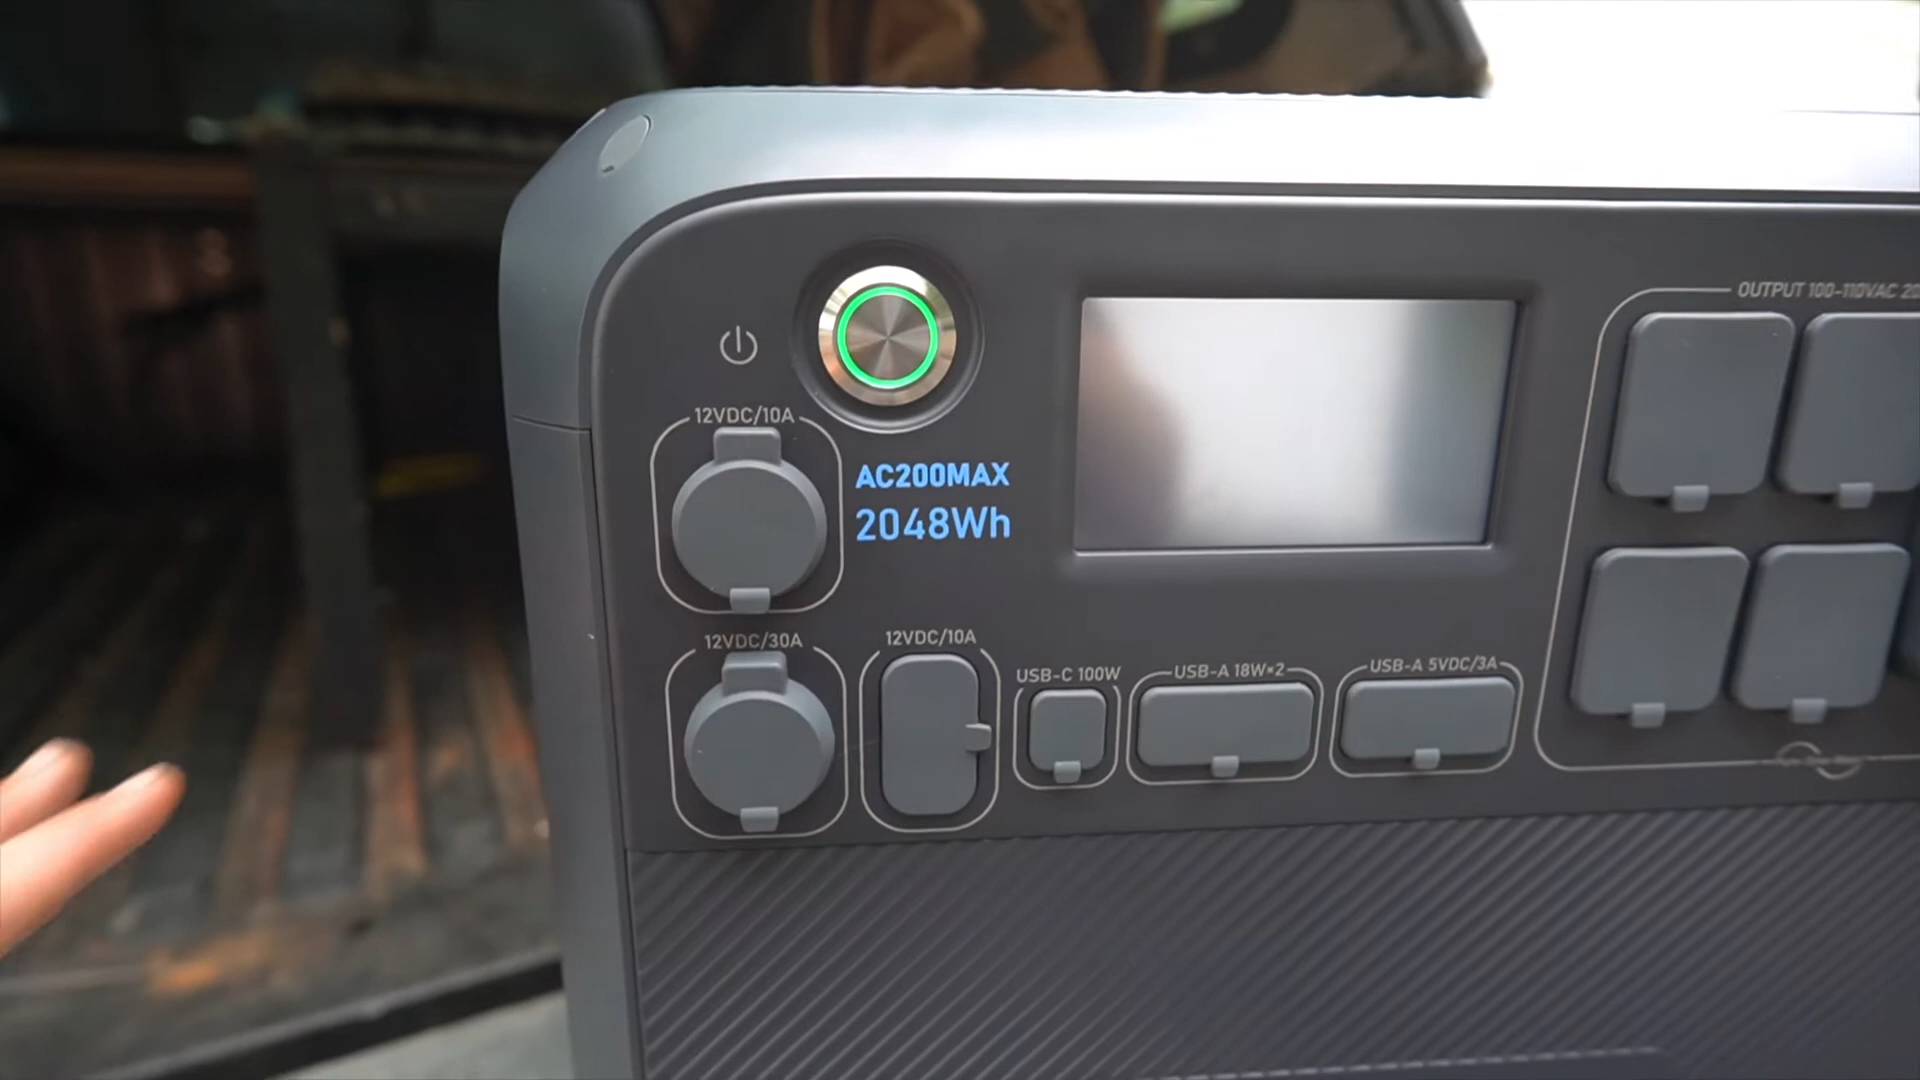 OUTPUT 100-110VAC
12VDC/10A
AC200MAX
2048Wh
12VDC/30A
12VDC/10A
USB-C 100W
USB-A 18W×2
USB-A 5VDC/3A